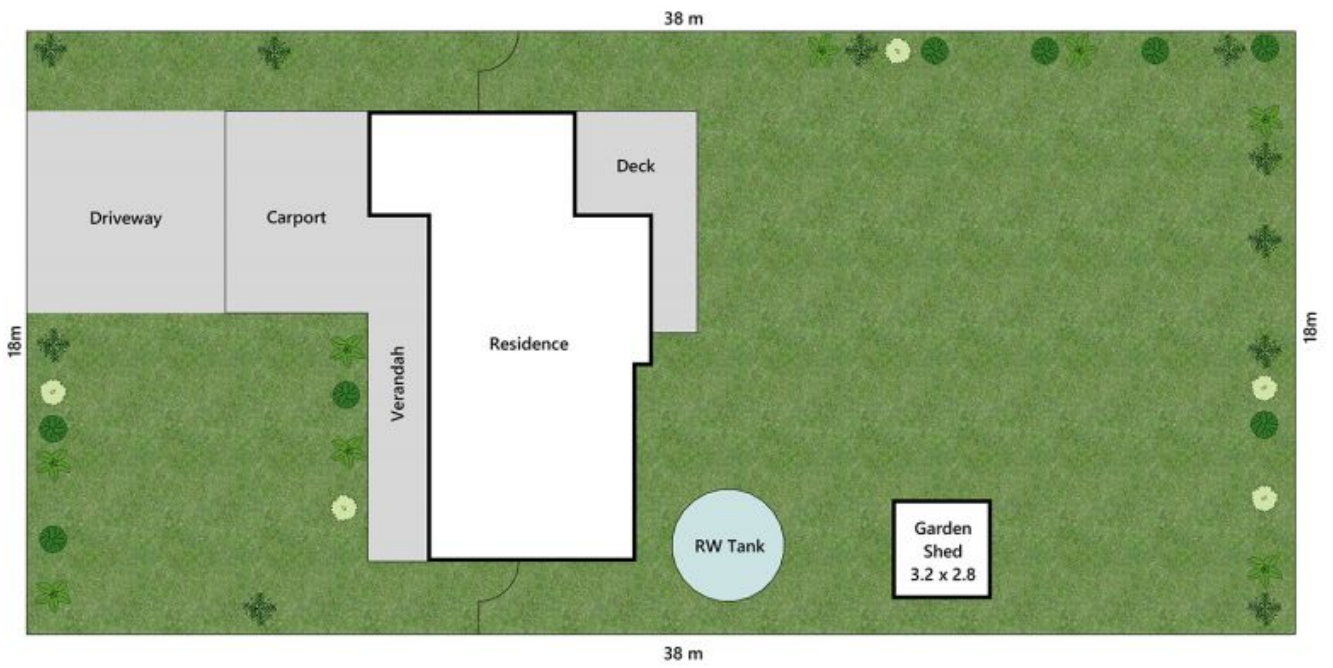 38 m
Deck
Driveway
Carport
18m
18m
Residence
Verandah
Garden
Shed
3.2 x 2.8
RW Tank
38 m